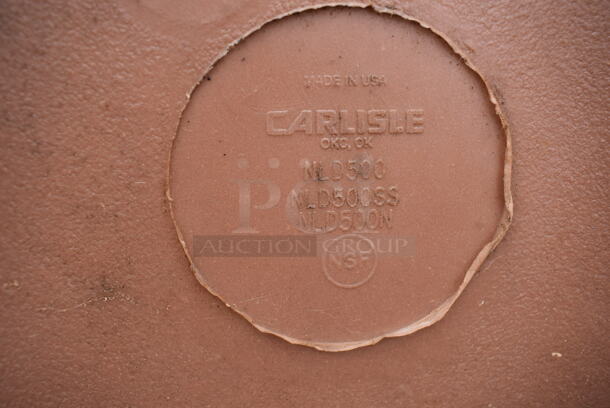 MADE IN USA
CARLISLE
OKC, OK
NLD500
NLD500SS
NLD500N
AUCTION GROUP
NSF